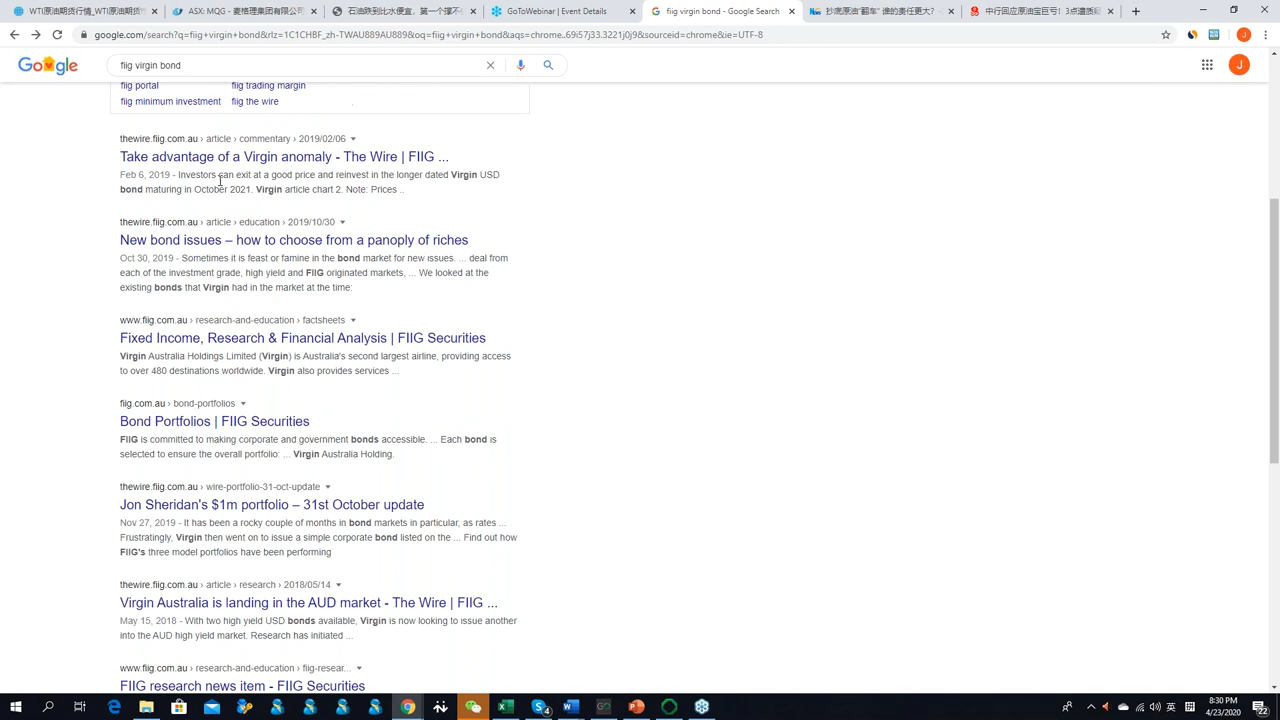 WTI原油期货行情_WTI原油
ASX: MQG - 麦格理集团有限公司
石油跌到比水便宜，第一个撑不
GoToWebinar | Event Details
fiig virgin bond - Google Search
抄底原油"翻车" 谁的责任更大？
中行回应原油宝巨亏！3点遭质疑
google.com/search?q=fiig+virgin+bond&rlz=1C1CHBF_zh-TWAU889AU889&oq=fiig+virgin+bond&aqs=chrome..69i57j33.3221j0j9&sourceid=chrome&ie=UTF-8
J
Google
fiig virgin bond
J
fiig portal
fiig trading margin
fiig minimum investment
fiig the wire
thewire.fiig.com.au › article › commentary › 2019/02/06
Take advantage of a Virgin anomaly - The Wire | FIIG ...
Feb 6, 2019 - Investors can exit at a good price and reinvest in the longer dated Virgin USD
bond maturing in October 2021. Virgin article chart 2. Note: Prices ..
thewire.fiig.com.au › article › education › 2019/10/30
New bond issues – how to choose from a panoply of riches
Oct 30, 2019 - Sometimes it is feast or famine in the bond market for new issues. ... deal from
each of the investment grade, high yield and FIIG originated markets, ... We looked at the
existing bonds that Virgin had in the market at the time:
www.fiig.com.au › research-and-education › factsheets
Fixed Income, Research & Financial Analysis | FIIG Securities
Virgin Australia Holdings Limited (Virgin) is Australia's second largest airline, providing access
to over 480 destinations worldwide. Virgin also provides services ...
fiig.com.au › bond-portfolios
Bond Portfolios | FIIG Securities
FIIG is committed to making corporate and government bonds accessible. ... Each bond is
selected to ensure the overall portfolio: ... Virgin Australia Holding.
thewire.fiig.com.au › wire-portfolio-31-oct-update
Jon Sheridan's $1m portfolio – 31st October update
Nov 27, 2019 - It has been a rocky couple of months in bond markets in particular, as rates ...
Frustratingly, Virgin then went on to issue a simple corporate bond listed on the ... Find out how
FIIG's three model portfolios have been performing
thewire.fiig.com.au › article › research › 2018/05/14
Virgin Australia is landing in the AUD market - The Wire | FIIG ...
May 15, 2018 - With two high yield USD bonds available, Virgin is now looking to issue another
into the AUD high yield market. Research has initiated ...
www.fiig.com.au › research-and-education › fiig-resear...
FIIG research news item - FIIG Securities
8:30 PM
英
4/23/2020
22